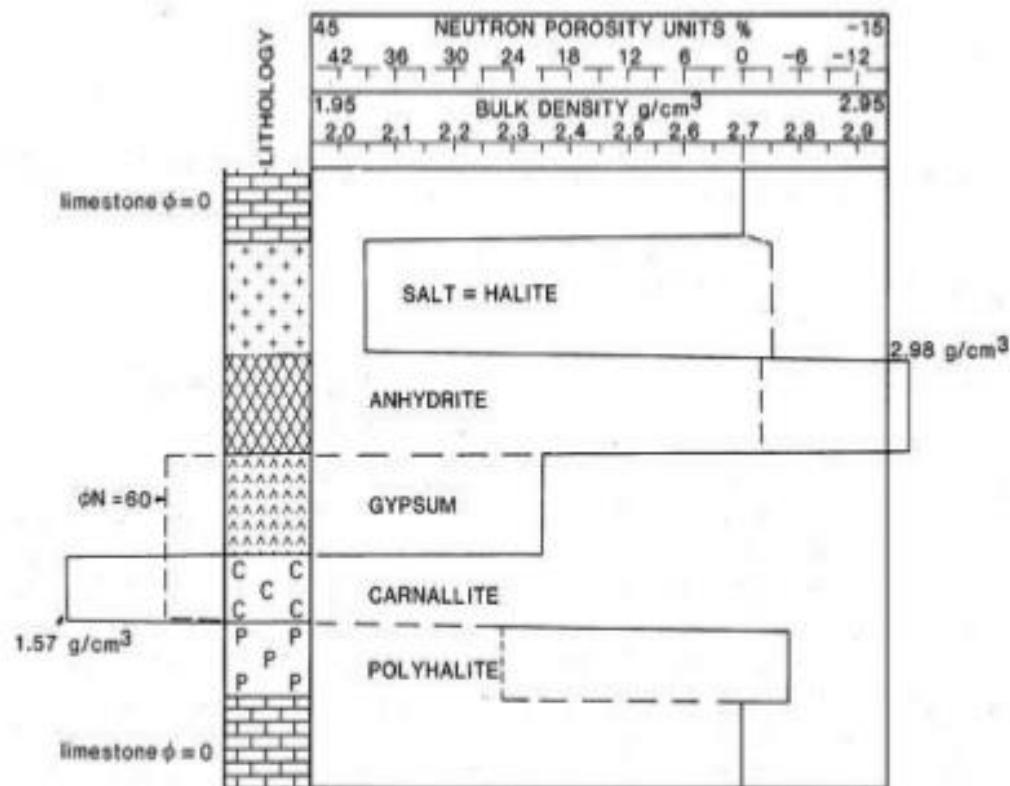 LITHOLOGY
45 NEUTRON POROSITY UNITS % -15
42 36 30 24 18 12 6 0 -6 -12
1.95 BULK DENSITY g/cm³ 2.95
2.0 2.1 2.2 2.3 2.4 2.5 2.6 2.7 2.8 2.9
limestone ϕ = 0
+ + +
+ +
+ + +
+ +
+ + +
+ +
+ + +
SALT = HALITE
2.98 g/cm³
ANHYDRITE
ϕN = 60
^ ^ ^ ^ ^
^ ^ ^ ^ ^
^ ^ ^ ^ ^
^ ^ ^ ^ ^
^ ^ ^ ^ ^
^ ^ ^ ^ ^
GYPSUM
C C
C
C C
CARNALLITE
1.57 g/cm³
P P
P
P P
POLYHALITE
limestone ϕ = 0